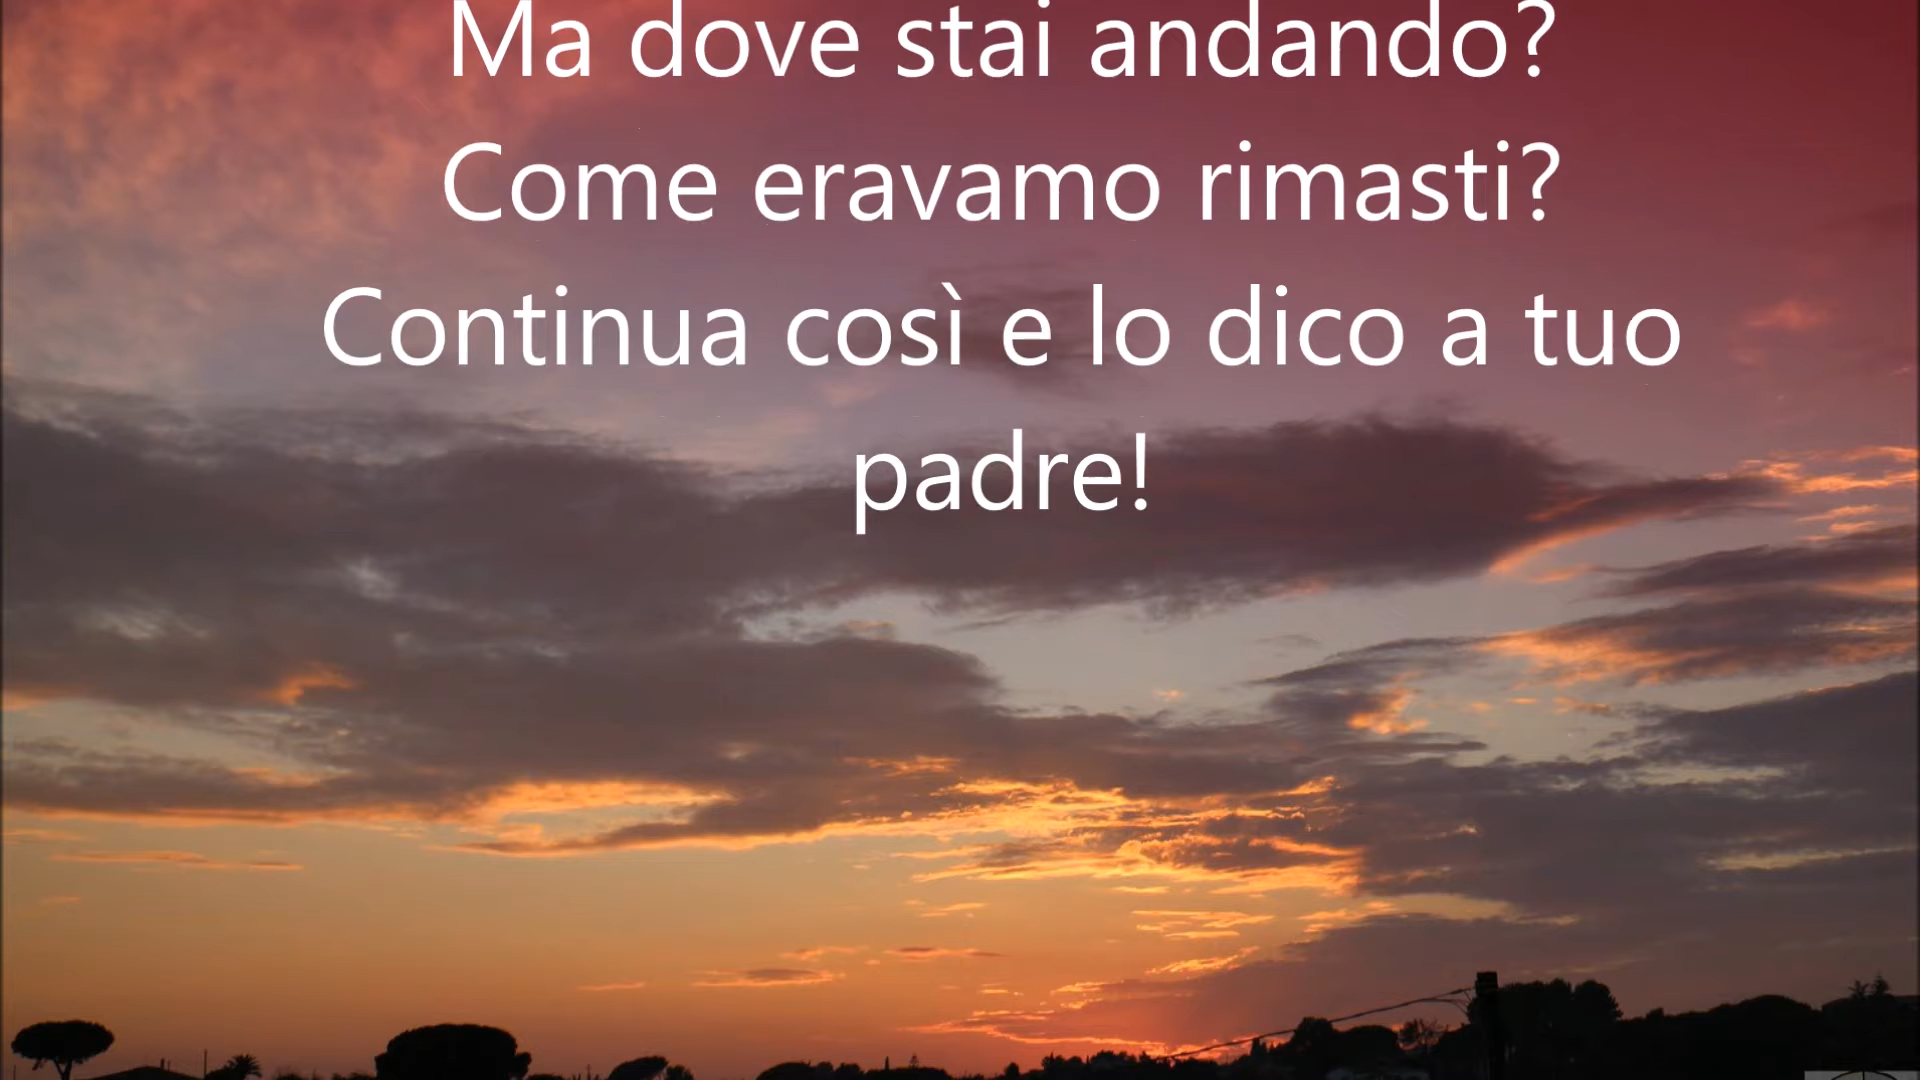 Ma dove stai andando?
Come eravamo rimasti?
Continua così e lo dico a tuo
padre!